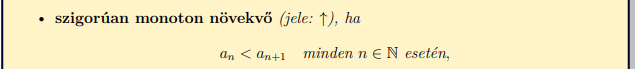 • szigorúan monoton növekvő (jele: ↑), ha
aₙ < aₙ₊₁ minden n ∈ ℕ esetén,